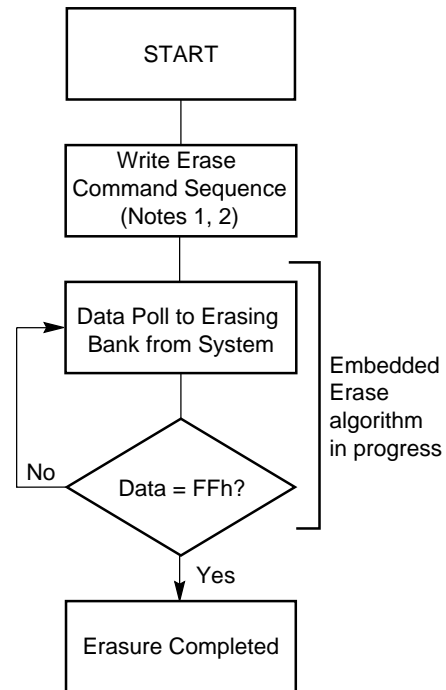 START
Write Erase
Command Sequence
(Notes 1, 2)
Data Poll to Erasing
Bank from System
Embedded
Erase
algorithm
in progress
No
Data = FFh?
Yes
Erasure Completed